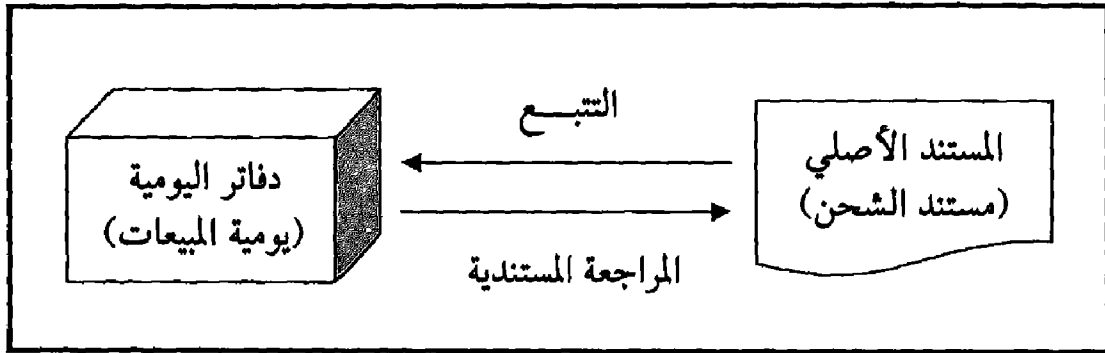 المستند الأصلي
(مستند الشحن)
التتبـــع
المراجعة المستندية
دفاتر اليومية
(يومية المبيعات)